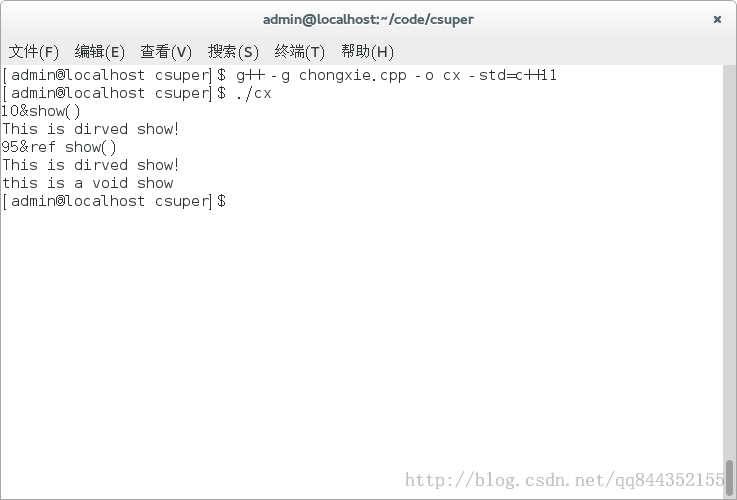 admin@localhost:~/code/csuper ×
文件(F) 编辑(E) 查看(V) 搜索(S) 终端(T) 帮助(H)
[admin@localhost csuper]$ g++ -g chongxie.cpp -o cx -std=c++11
[admin@localhost csuper]$ ./cx
10&show()
This is dirved show!
95&ref show()
This is dirved show!
this is a void show
[admin@localhost csuper]$
http://blog.csdn.net/qq844352155